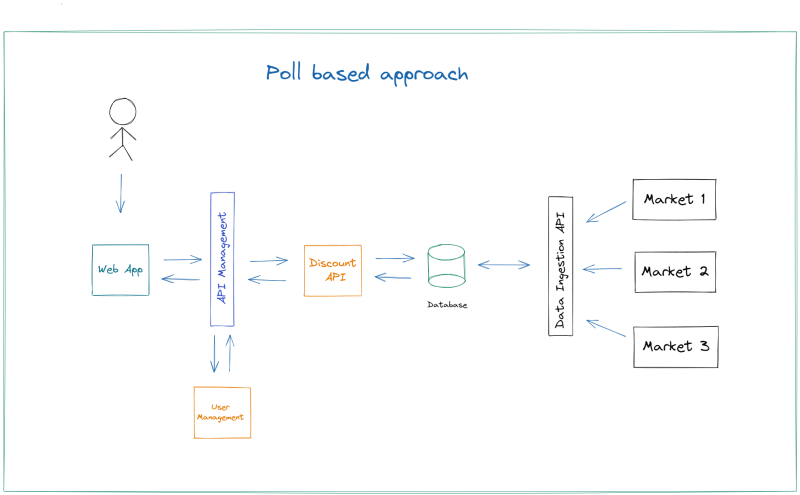 Poll based approach
Web App
API Management
Discount
API
Database
Data Ingestion API
Market 1
Market 2
Market 3
User
Management